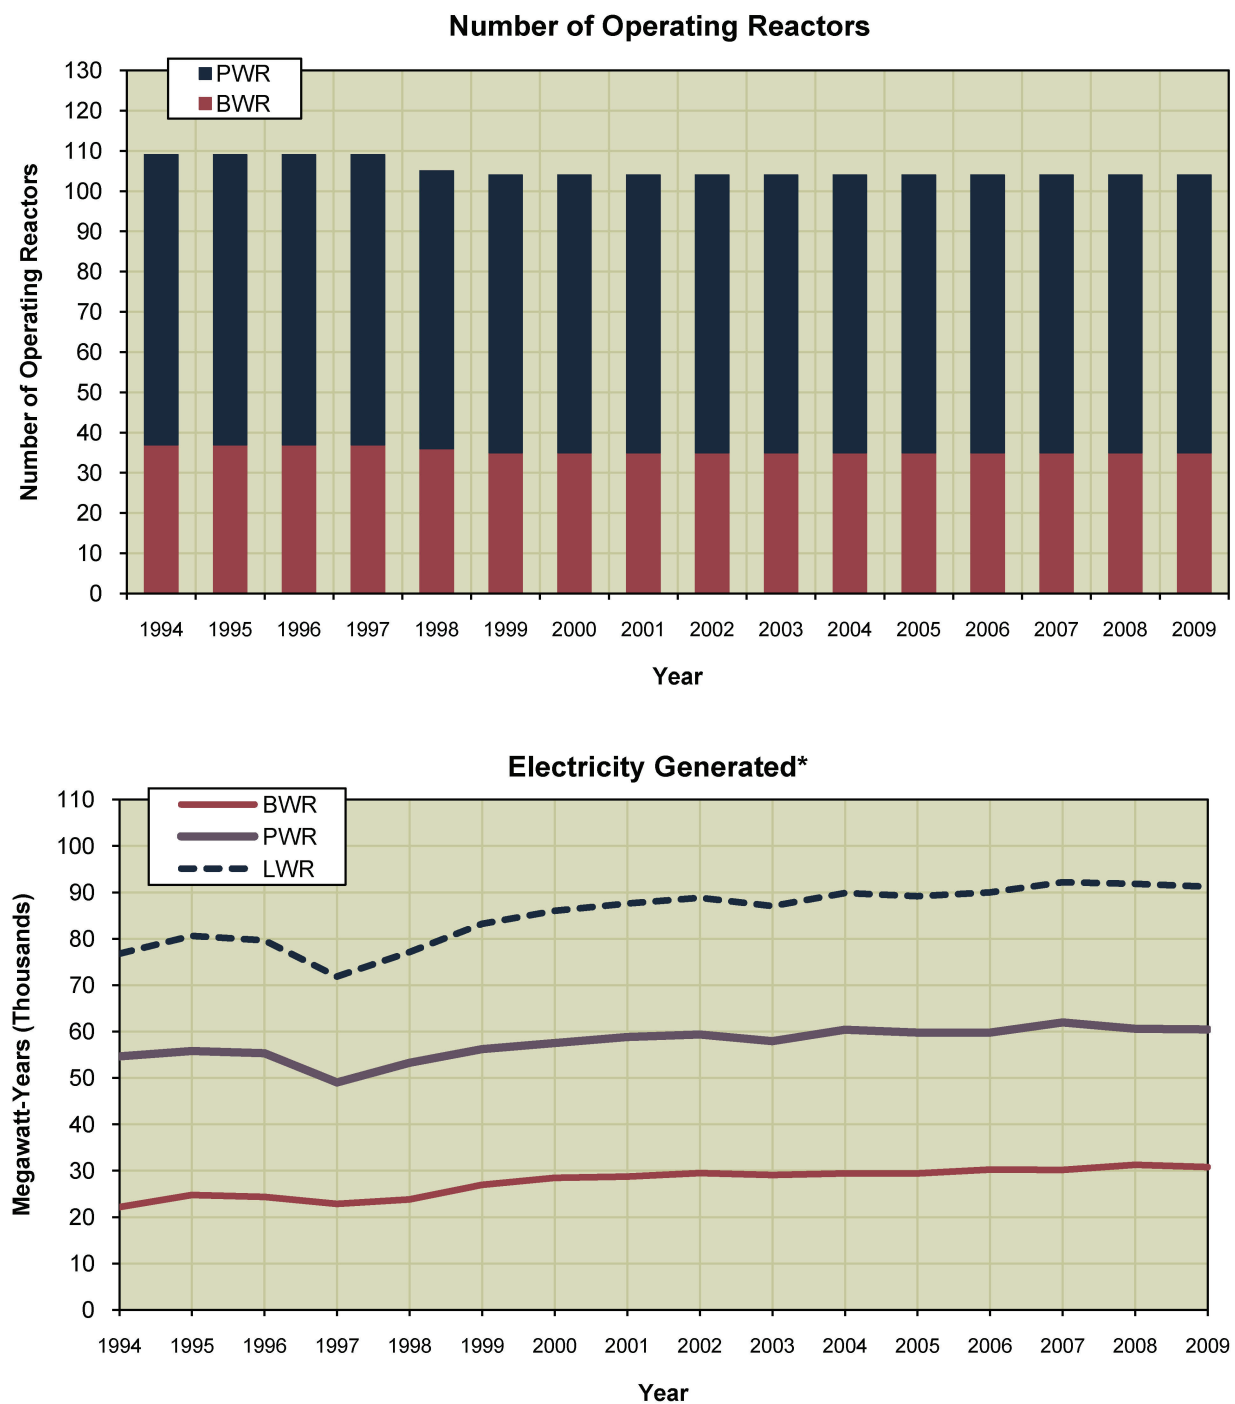 Number of Operating Reactors
PWR
BWR
130
120
110
100
90
80
70
60
50
40
30
20
10
0
Number of Operating Reactors
1994 1995 1996 1997 1998 1999 2000 2001 2002 2003 2004 2005 2006 2007 2008 2009
Year
Electricity Generated*
BWR
PWR
LWR
110
100
90
80
70
60
50
40
30
20
10
0
Megawatt-Years (Thousands)
1994 1995 1996 1997 1998 1999 2000 2001 2002 2003 2004 2005 2006 2007 2008 2009
Year